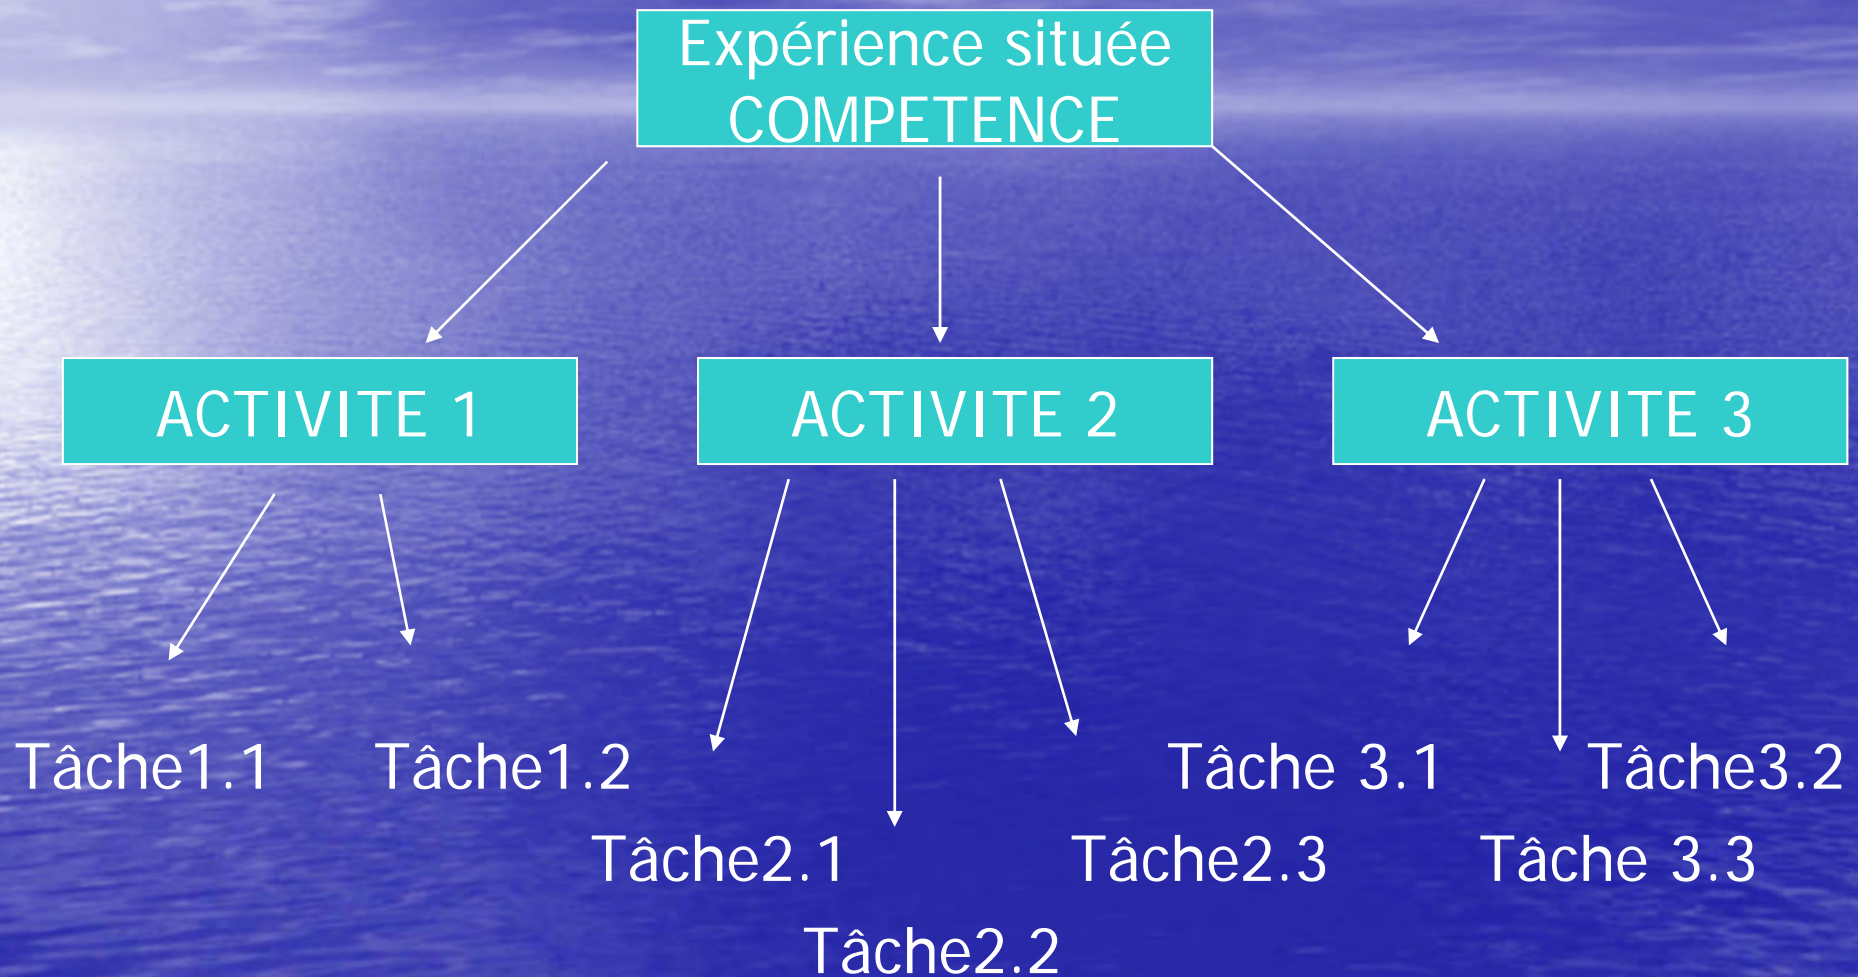 Expérience située
COMPETENCE
ACTIVITE 1
ACTIVITE 2
ACTIVITE 3
Tâche1.1
Tâche1.2
Tâche 3.1
Tâche3.2
Tâche2.1
Tâche2.3
Tâche 3.3
Tâche2.2